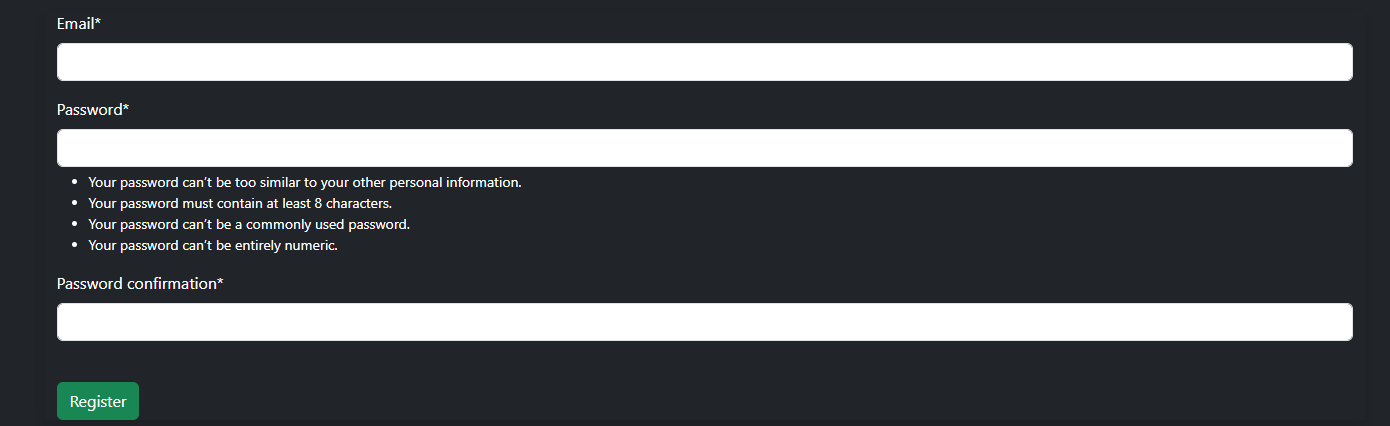 Email*
Password*
• Your password can’t be too similar to your other personal information.
• Your password must contain at least 8 characters.
• Your password can’t be a commonly used password.
• Your password can’t be entirely numeric.
Password confirmation*
Register